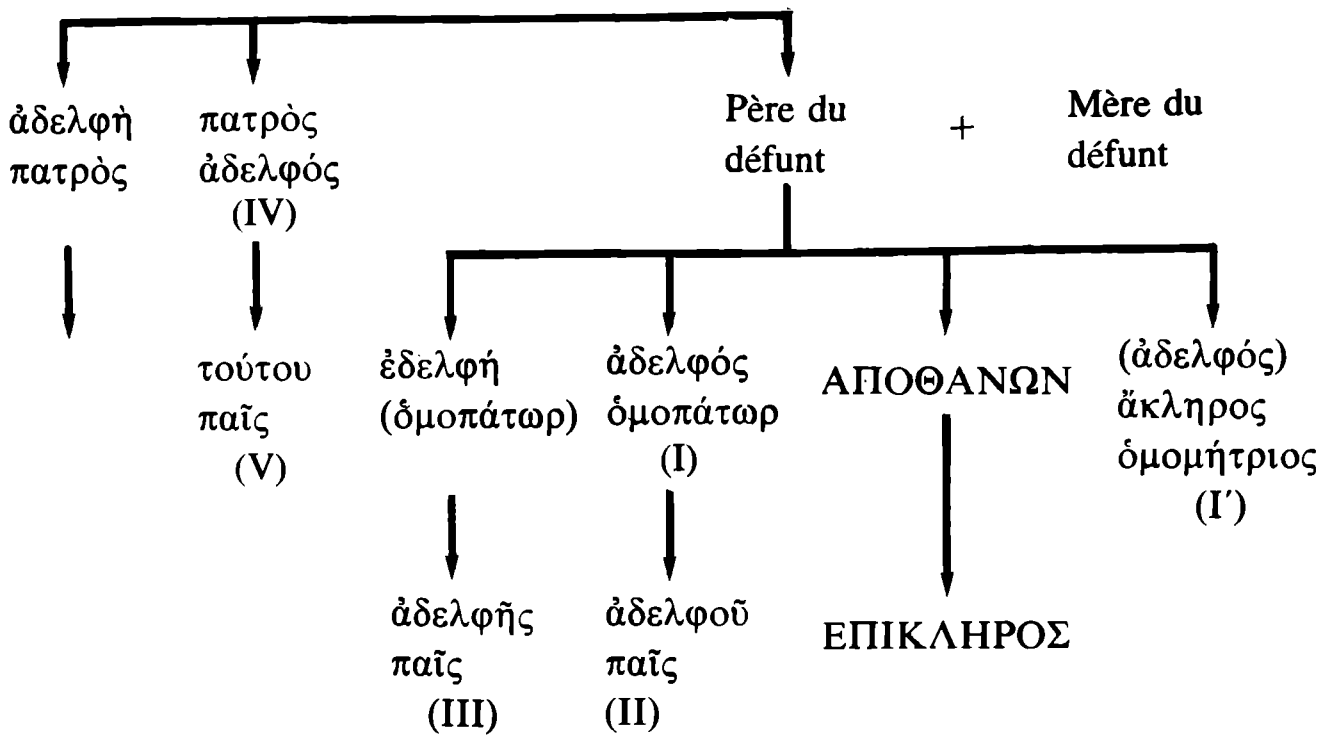 ἀδελφὴ
πατρὸς
πατρὸς
ἀδελφός
(IV)
Père du
défunt
+
Mère du
défunt
τούτου
παῖς
(V)
ἐδελφή
(ὁμοπάτωρ)
ἀδελφός
ὁμοπάτωρ
(I)
ΑΠΟΘΑΝΩΝ
(ἀδελφός)
ἄκληρος
ὁμομήτριος
(I′)
ἀδελφῆς
παῖς
(III)
ἀδελφοῦ
παῖς
(II)
ΕΠΙΚΛΗΡΟΣ